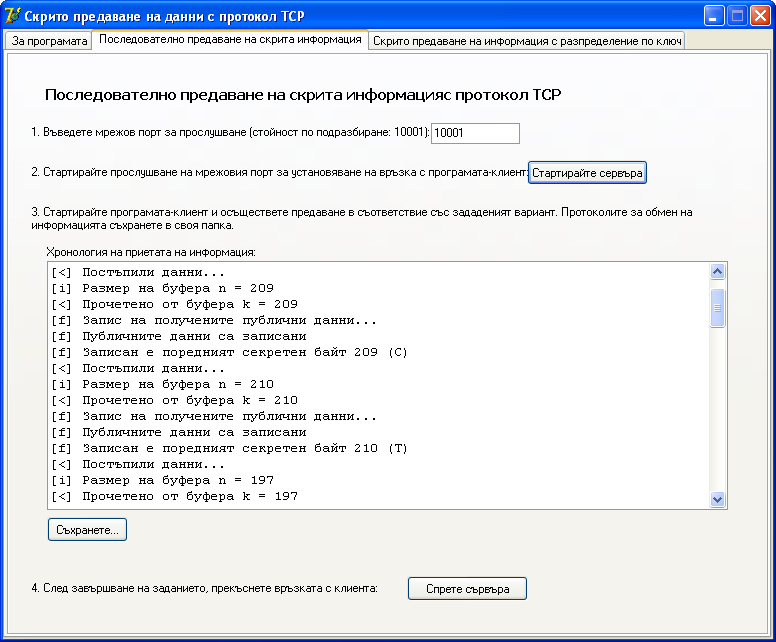 Скрито предаване на данни с протокол TCP
За програмата
Последователно предаване на скрита информация
Скрито предаване на информация с разпределение по ключ
Последователно предаване на скрита информацияс протокол TCP
1. Въведете мрежов порт за прослушване (стойност по подразбиране: 10001): 10001
2. Стартирайте прослушване на мрежовия порт за установяване на връзка с програмата-клиент: Стартирайте сервъра
3. Стартирайте програмата-клиент и осъществете предаване в съответствие със зададеният вариант. Протоколите за обмен на
информацията съхранете в своя папка.
Хронология на приетата на информация:
[<] Постъпили данни...
[i] Размер на буфера n = 209
[<] Прочетено от буфера k = 209
[f] Запис на получените публични данни...
[f] Публичните данни са записани
[f] Записан е поредният секретен байт 209 (С)
[<] Постъпили данни...
[i] Размер на буфера n = 210
[<] Прочетено от буфера k = 210
[f] Запис на получените публични данни...
[f] Публичните данни са записани
[f] Записан е поредният секретен байт 210 (Т)
[<] Постъпили данни...
[i] Размер на буфера n = 197
[<] Прочетено от буфера k = 197
Съхранете...
4. След завършване на заданието, прекъснете връзката с клиента: Спрете сървъра